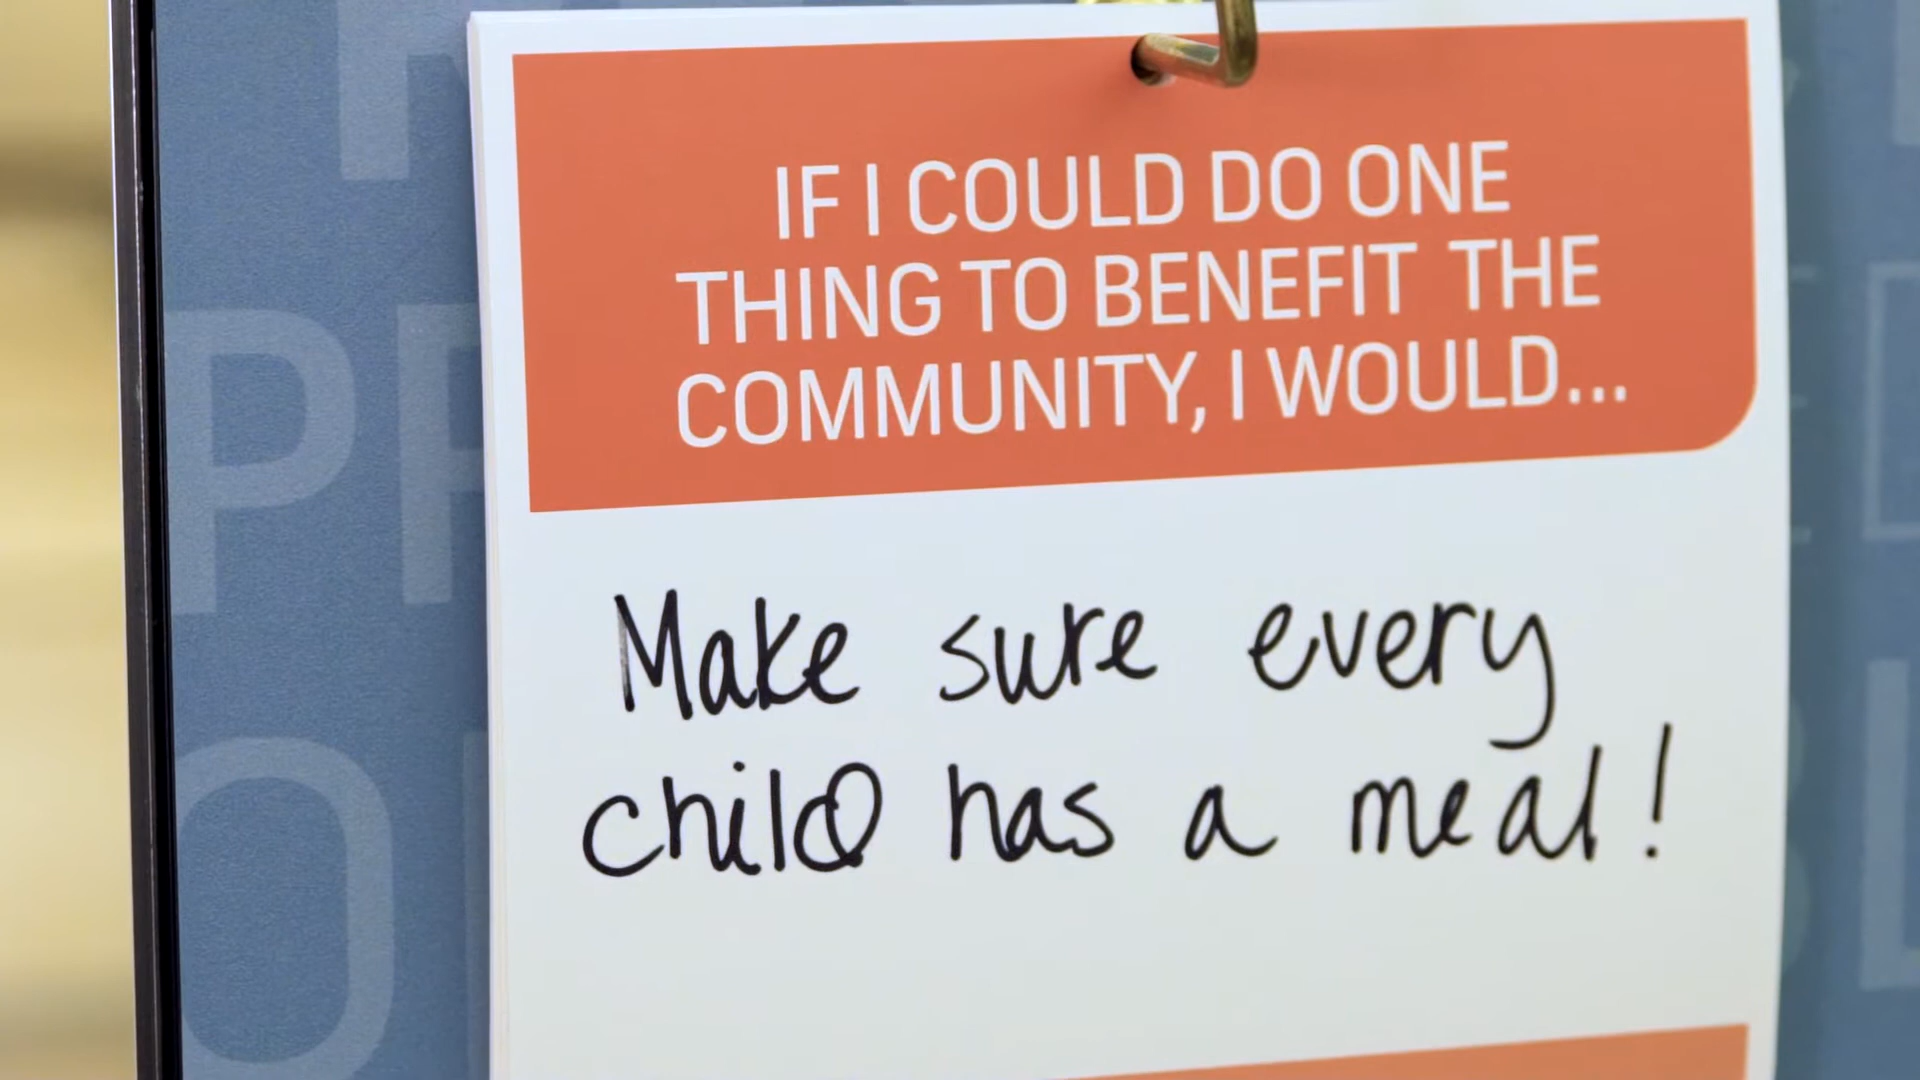 IF I COULD DO ONE
THING TO BENEFIT THE
COMMUNITY, I WOULD...
Make sure every
child has a meal!